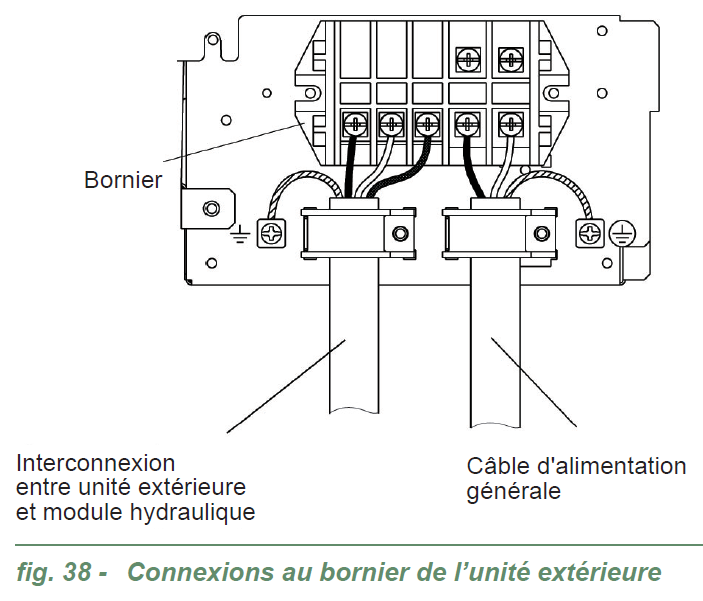 Bornier
Interconnexion
entre unité extérieure
et module hydraulique
Câble d'alimentation
générale
fig. 38 - Connexions au bornier de l’unité extérieure